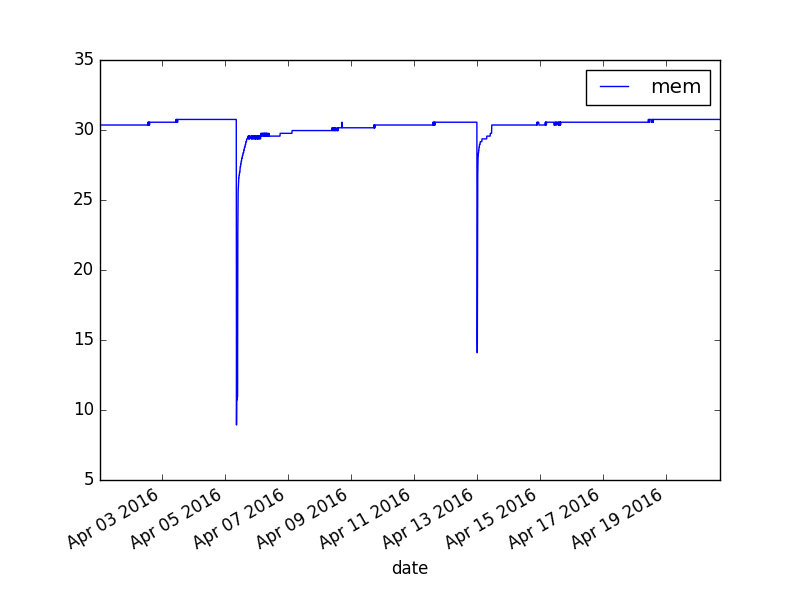 35
mem
30
25
20
15
10
5
Apr 03 2016
Apr 05 2016
Apr 07 2016
Apr 09 2016
Apr 11 2016
Apr 13 2016
Apr 15 2016
Apr 17 2016
Apr 19 2016
date